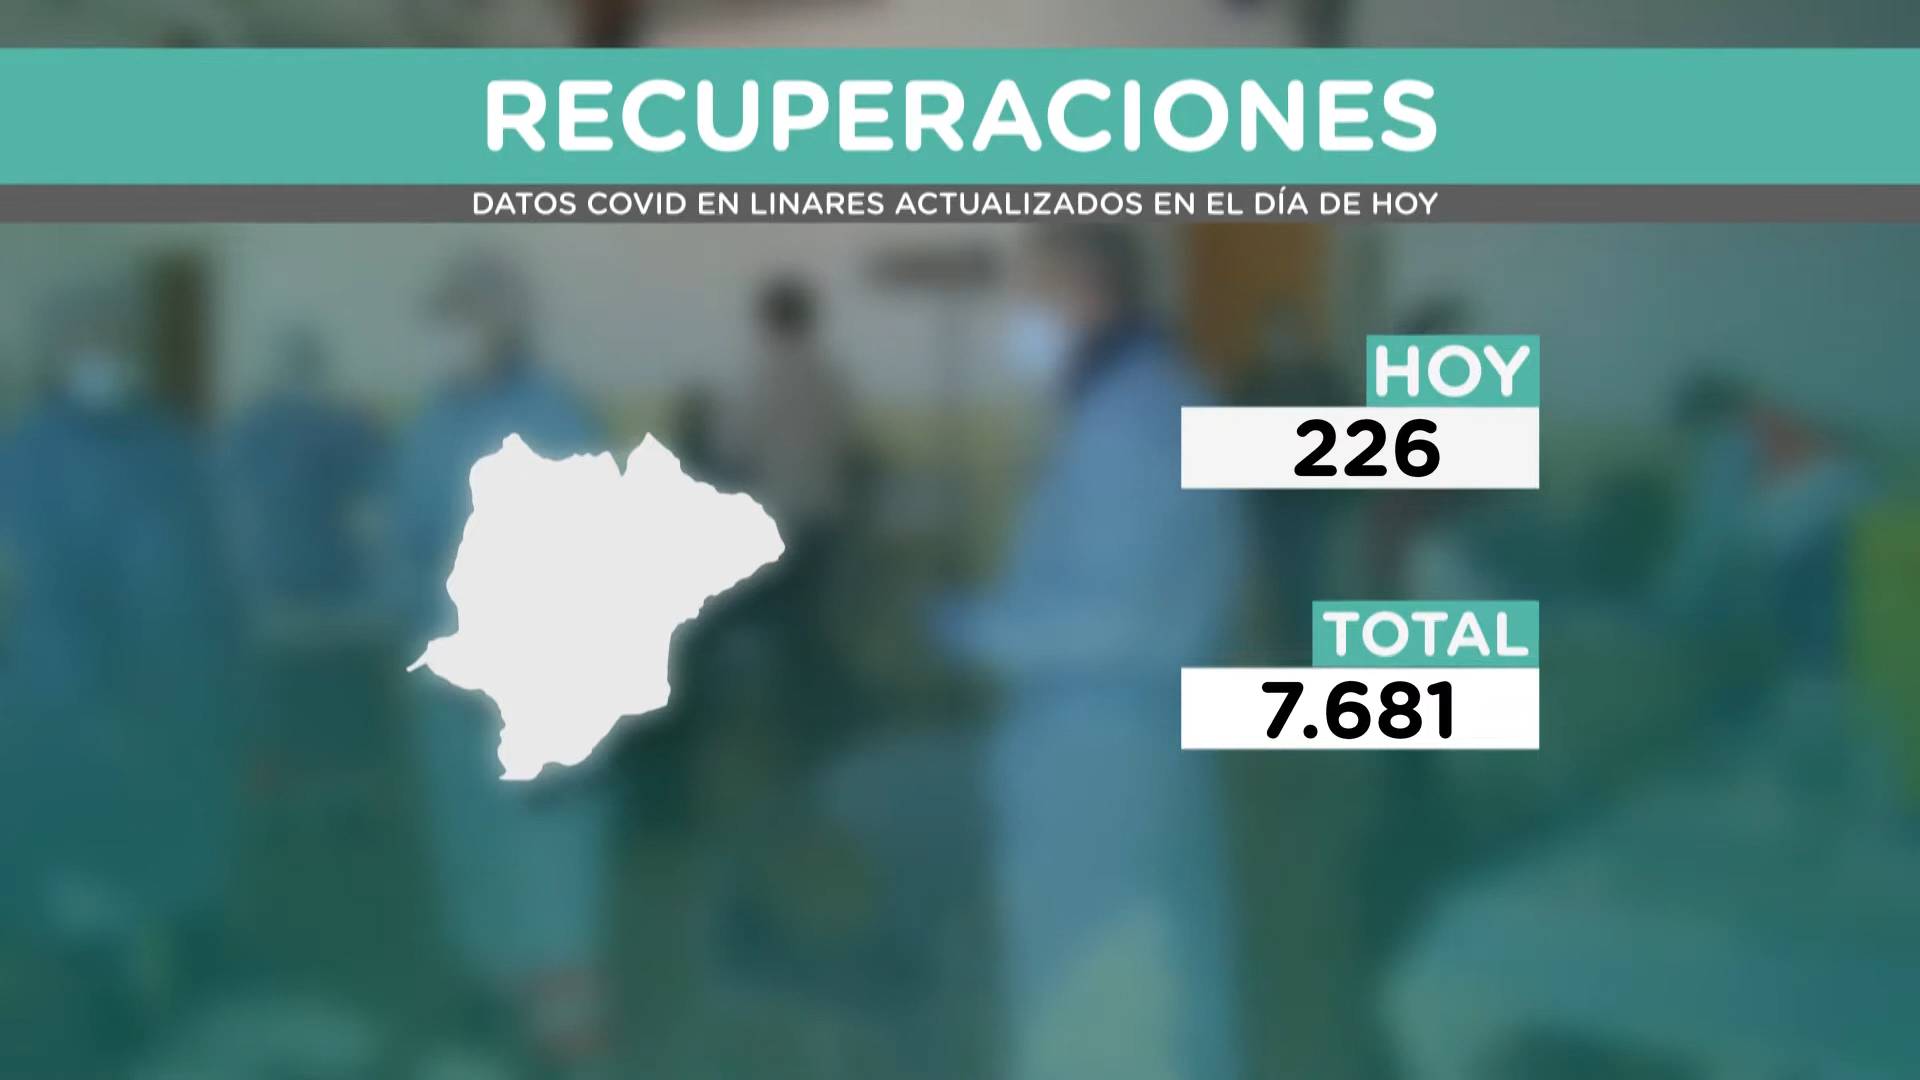 RECUPERACIONES
DATOS COVID EN LINARES ACTUALIZADOS EN EL DÍA DE HOY
HOY
226
TOTAL
7.681